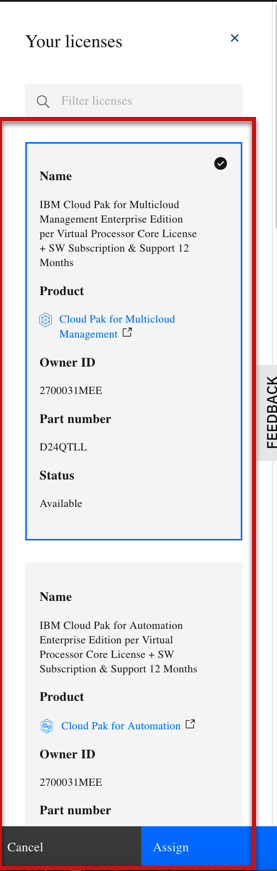 Your licenses
Filter licenses
Name
IBM Cloud Pak for Multicloud
Management Enterprise Edition
per Virtual Processor Core License
+ SW Subscription & Support 12
Months
Product
Cloud Pak for Multicloud
Management
Owner ID
2700031MEE
Part number
D24QTLL
Status
Available
FEEDBACK
Name
IBM Cloud Pak for Automation
Enterprise Edition per Virtual
Processor Core License + SW
Subscription & Support 12 Months
Product
Cloud Pak for Automation
Owner ID
2700031MEE
Part number
Cancel
Assign